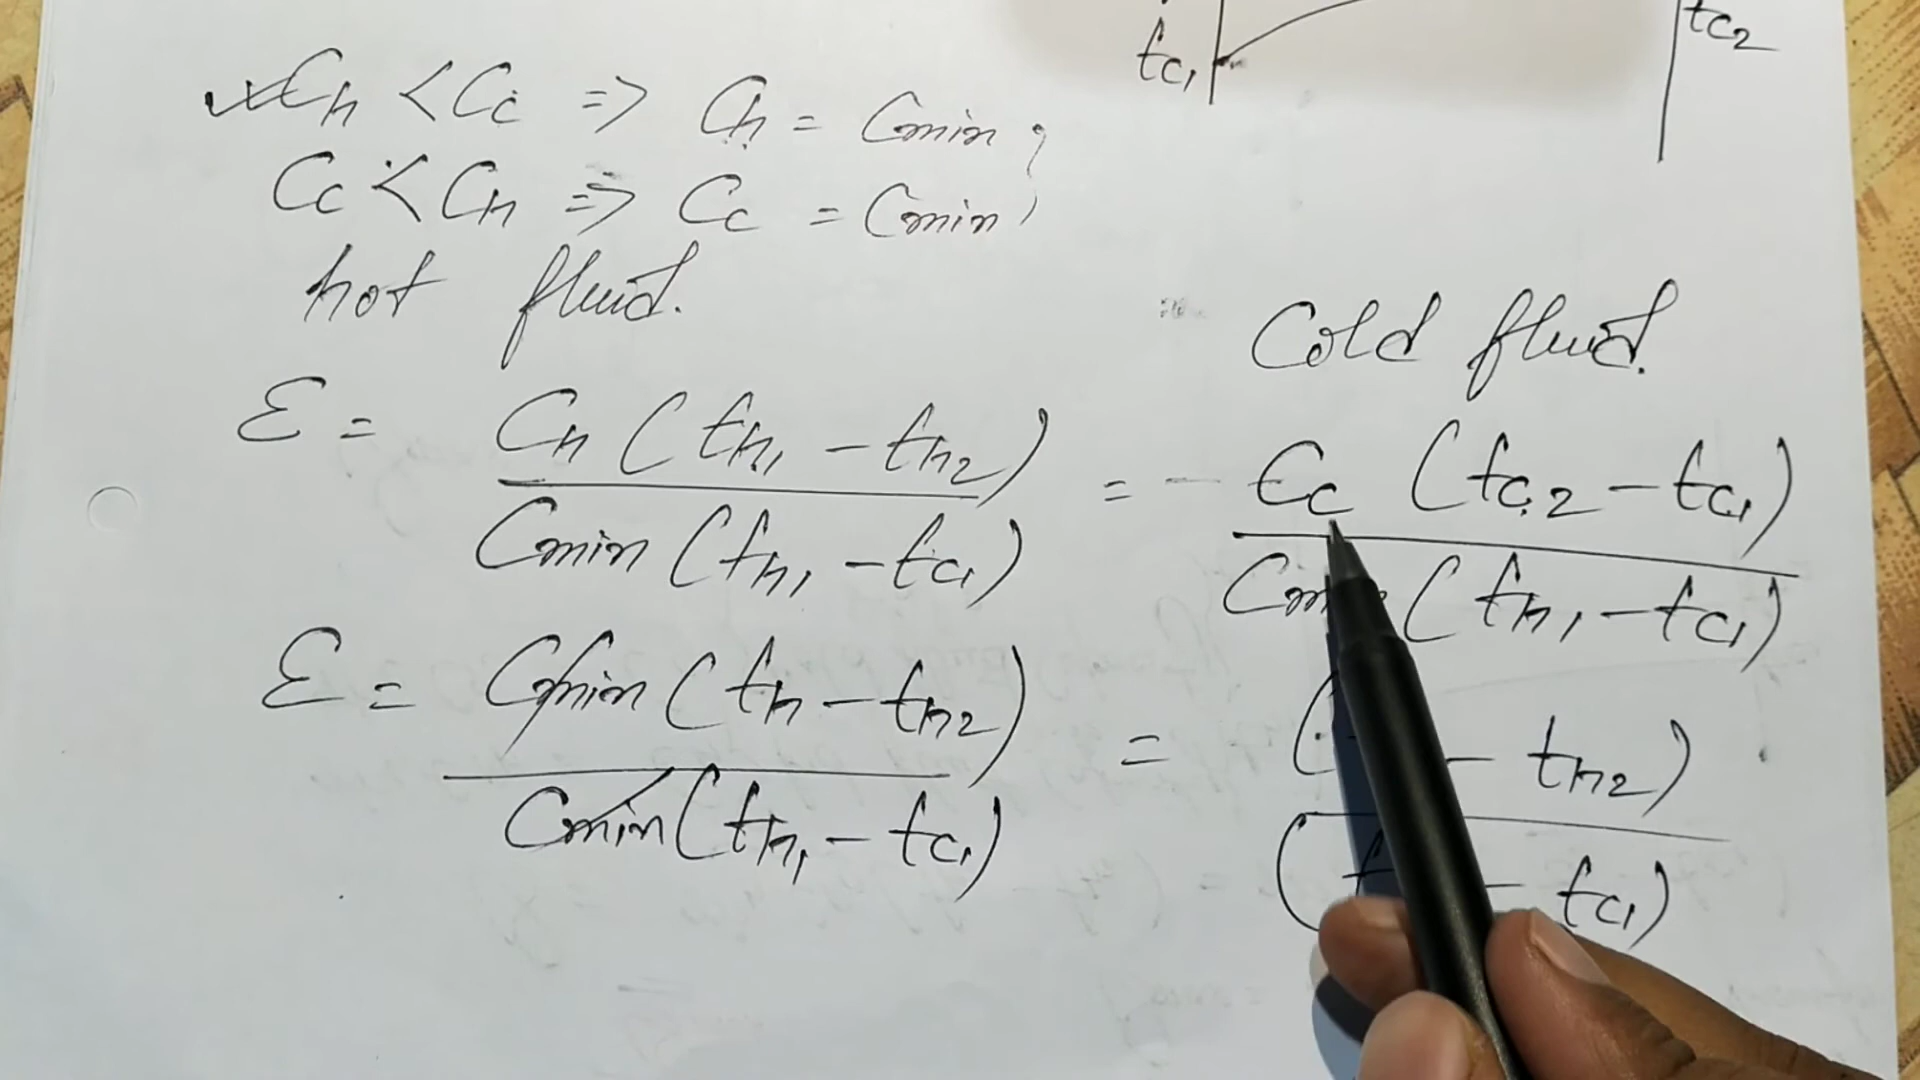 tc1 tc2
✓Ch < Cc => Ch = Cmin ;
Cc < Ch => Cc = Cmin )
hot fluid. Cold fluid.
ε = Ch (th1 - th2) / Cmin (th1 - tc1) = Cc (tc2 - tc1) / (th1 - tc1)
ε = Cmin (th - th2) / Cmin (th1 - tc1) = ( - th2) / ( - tc1)